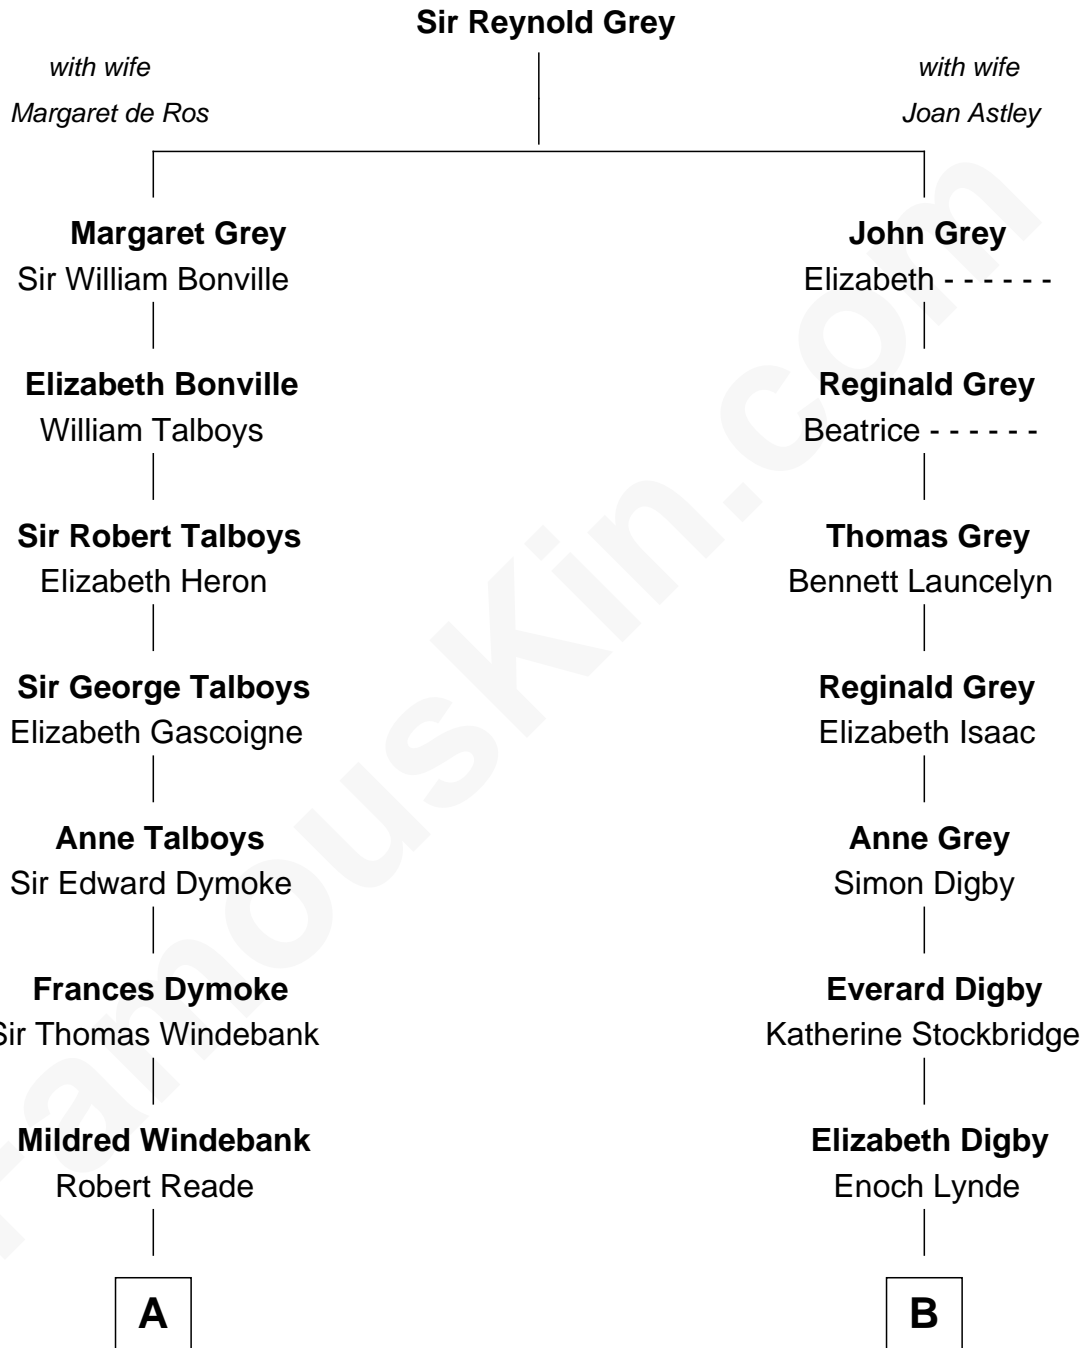 Sir Reynold Grey
with wife
Margaret de Ros
with wife
Joan Astley
Margaret Grey
Sir William Bonville
John Grey
Elizabeth - - - - - -
Elizabeth Bonville
William Talboys
Reginald Grey
Beatrice - - - - - -
Sir Robert Talboys
Elizabeth Heron
Thomas Grey
Bennett Launcelyn
Sir George Talboys
Elizabeth Gascoigne
Reginald Grey
Elizabeth Isaac
Anne Talboys
Sir Edward Dymoke
Anne Grey
Simon Digby
Frances Dymoke
Sir Thomas Windebank
Everard Digby
Katherine Stockbridge
Mildred Windebank
Robert Reade
Elizabeth Digby
Enoch Lynde
A
B
FamousKin.com